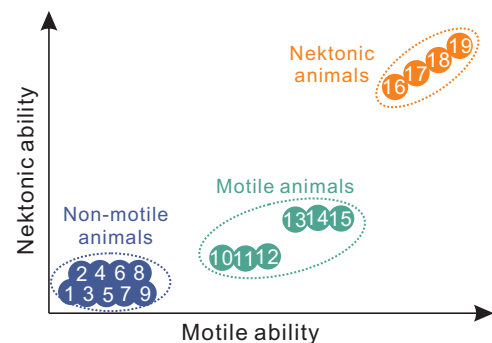 Nektonic
animals
19
18
17
16
Nektonic ability
Motile animals
13 14 15
10 11 12
Non-motile
animals
2 4 6 8
1 3 5 7 9
Motile ability